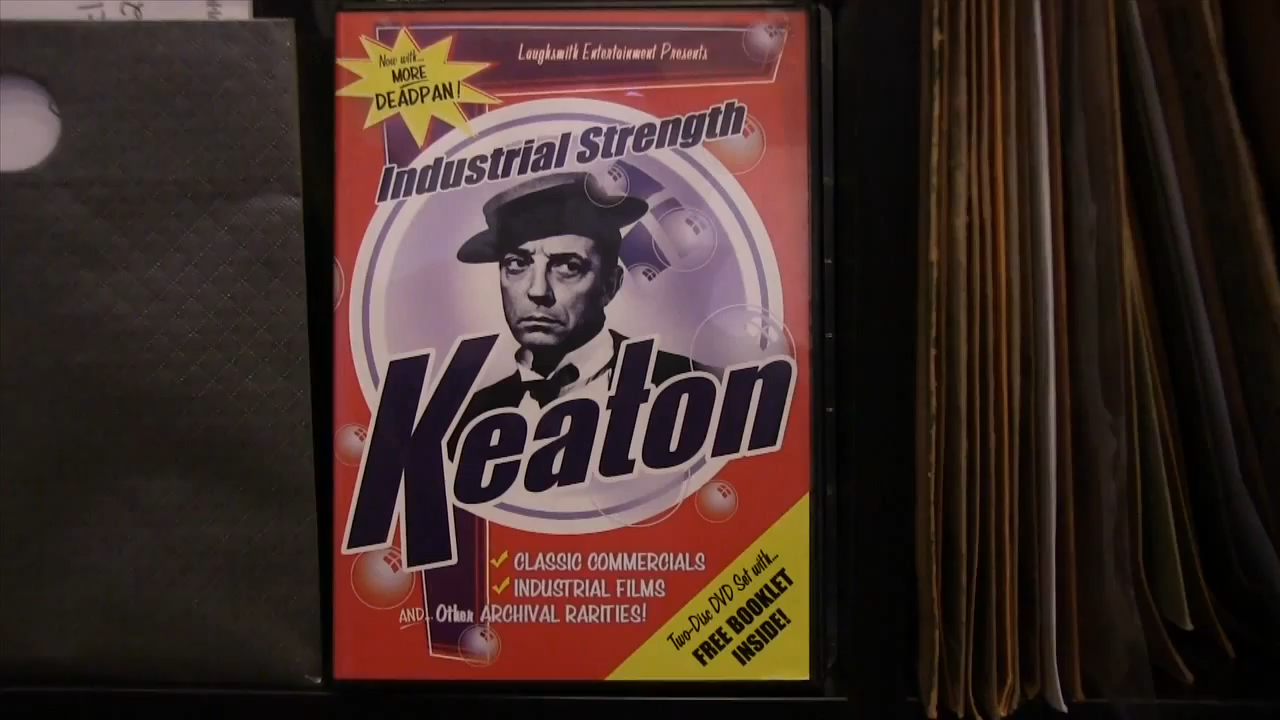 Laughsmith Entertainment Presents
Now with...
MORE
DEADPAN!
Industrial Strength
Keaton
CLASSIC COMMERCIALS
INDUSTRIAL FILMS
AND... Other ARCHIVAL RARITIES!
Two-Disc DVD Set with...
FREE BOOKLET
INSIDE!